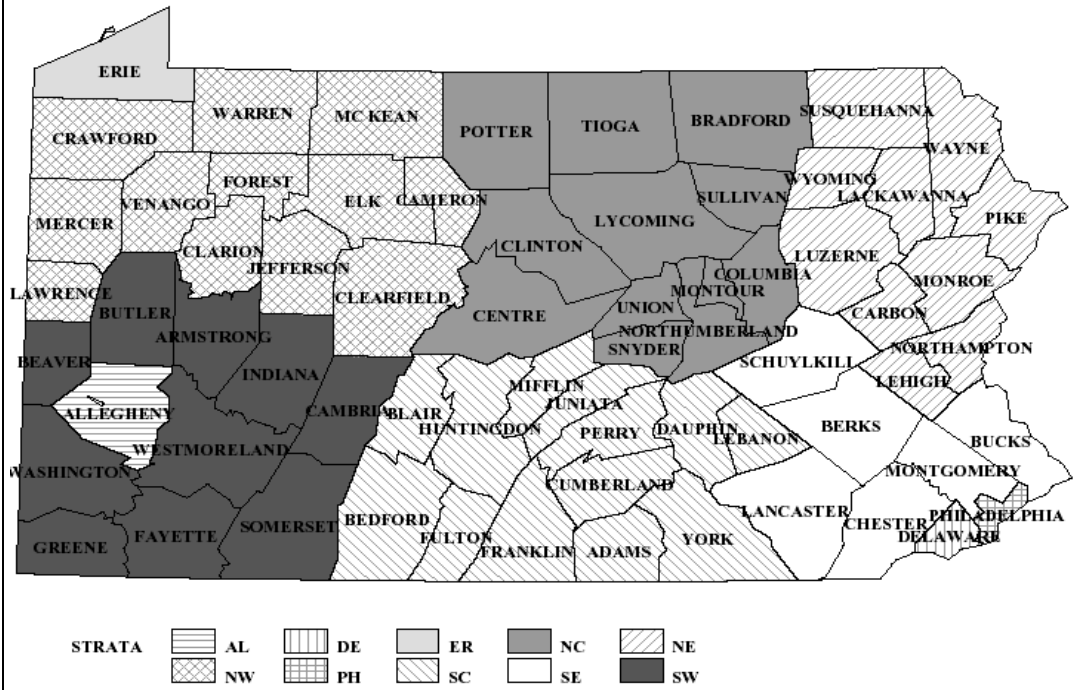 ERIE
WARREN
MC KEAN
SUSQUEHANNA
CRAWFORD
POTTER
TIOGA
BRADFORD
WAYNE
FOREST
WYOMING
VENANGO
ELK
CAMERON
SULLIVAN
LACKAWANNA
MERCER
LYCOMING
PIKE
CLARION
CLINTON
JEFFERSON
LUZERNE
COLUMBIA
MONROE
LAWRENCE
CLEARFIELD
MONTOUR
BUTLER
UNION
CENTRE
CARBON
ARMSTRONG
NORTHUMBERLAND
SNYDER
NORTHAMPTON
BEAVER
SCHUYLKILL
INDIANA
LEHIGH
MIFFLIN
JUNIATA
ALLEGHENY
CAMBRIA
BLAIR
HUNTINGDON
PERRY
DAUPHIN
LEBANON
BERKS
BUCKS
WESTMORELAND
WASHINGTON
MONTGOMERY
CUMBERLAND
LANCASTER
PHILADELPHIA
SOMERSET
BEDFORD
CHESTER
FAYETTE
FULTON
DELAWARE
GREENE
FRANKLIN
ADAMS
YORK
STRATA AL DE ER NC NE
NW PH SC SE SW